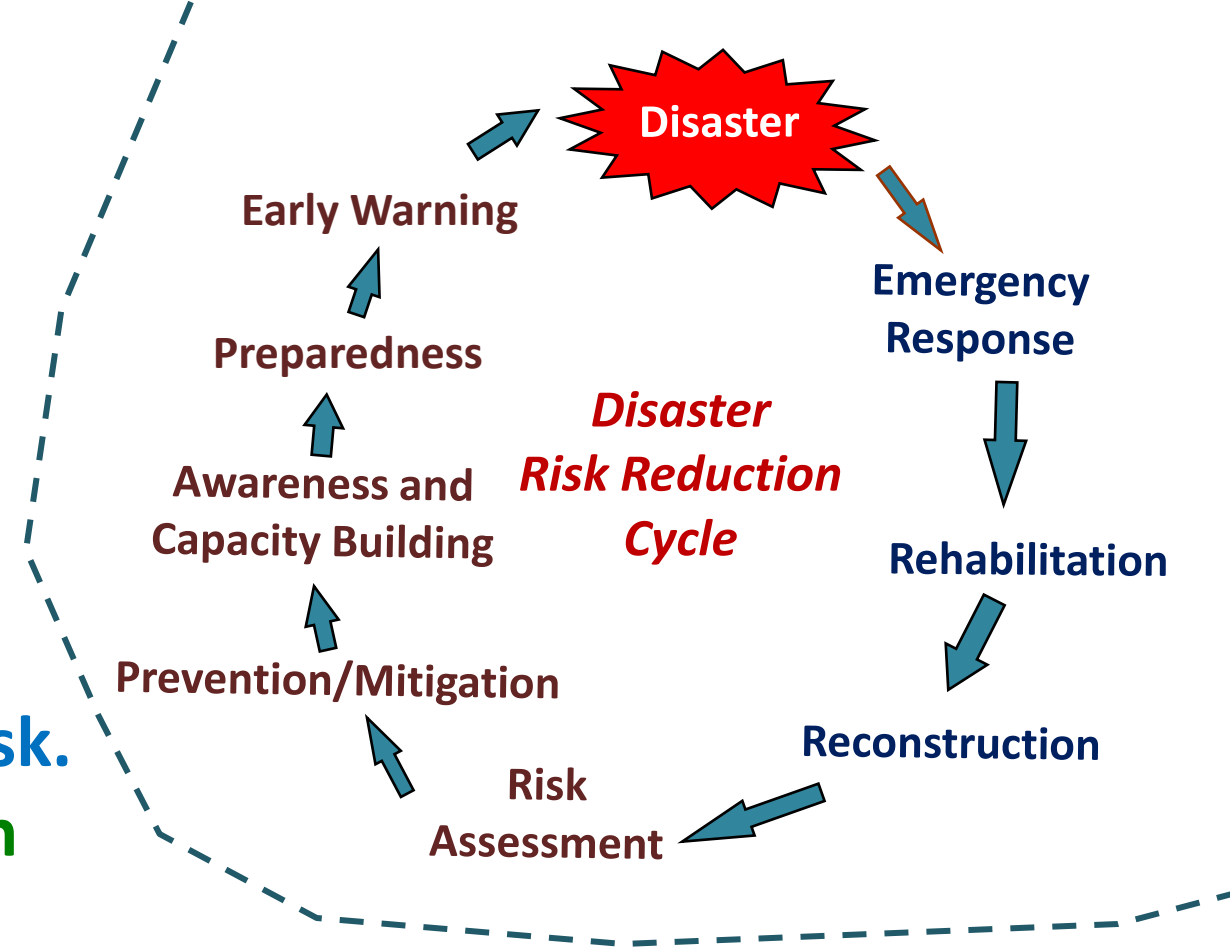 Disaster
Early Warning
Emergency
Response
Preparedness
Disaster
Risk Reduction
Cycle
Awareness and
Capacity Building
Rehabilitation
Prevention/Mitigation
Reconstruction
sk.
Risk
Assessment